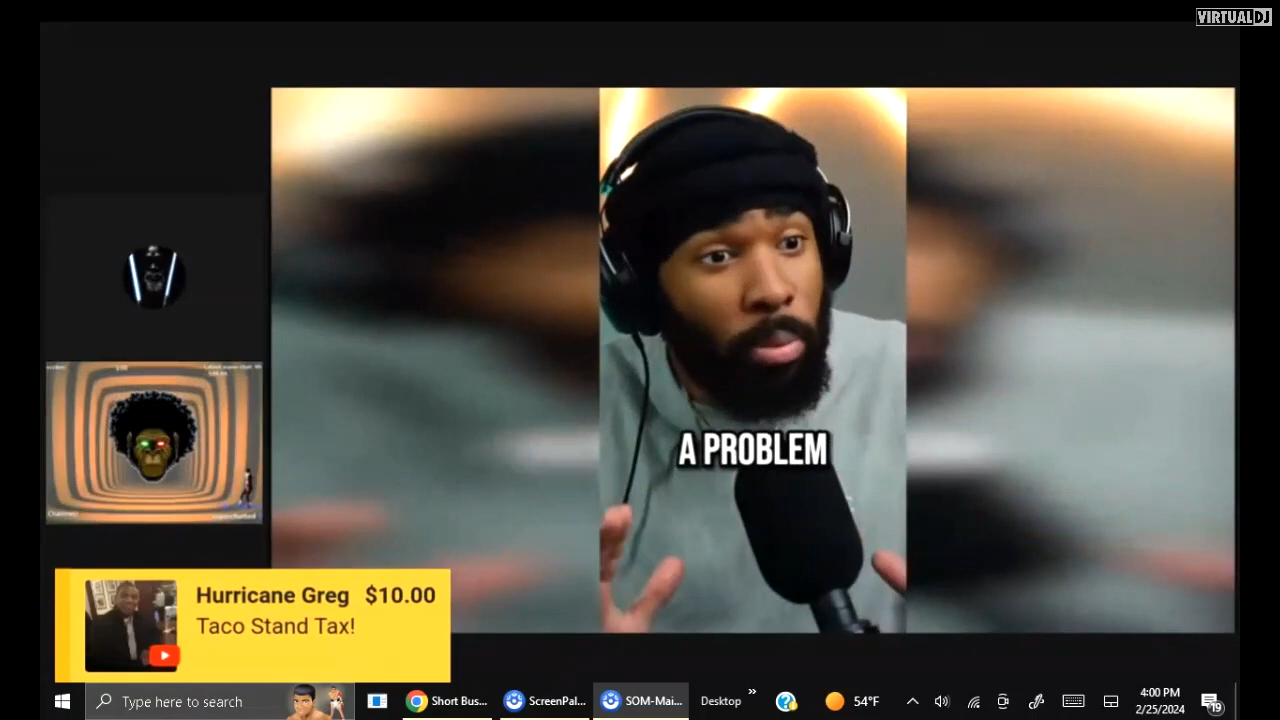 VIRTUALDJ
A PROBLEM
Hurricane Greg $10.00
Taco Stand Tax!
Type here to search
Short Bus...
ScreenPal...
SOM-Mai...
Desktop
54°F
4:00 PM
2/25/2024
19